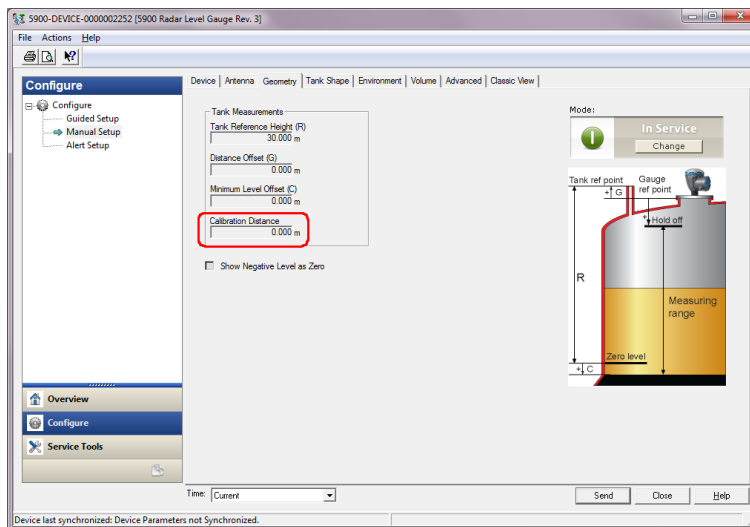 5900-DEVICE-0000002252 [5900 Radar Level Gauge Rev. 3]
File Actions Help
Configure
Configure
Guided Setup
Manual Setup
Alert Setup
Overview
Configure
Service Tools
Device Antenna Geometry Tank Shape Environment Volume Advanced Classic View
Tank Measurements
Tank Reference Height (R)
30.000 m
Distance Offset (G)
0.000 m
Minimum Level Offset (C)
0.000 m
Calibration Distance
0.000 m
Show Negative Level as Zero
Mode:
In Service
Change
Tank ref point
Gauge
ref point
+ G
+
Hold off
R
Measuring
range
Zero level
+ C
Time: Current
Send Close Help
Device last synchronized: Device Parameters not Synchronized.